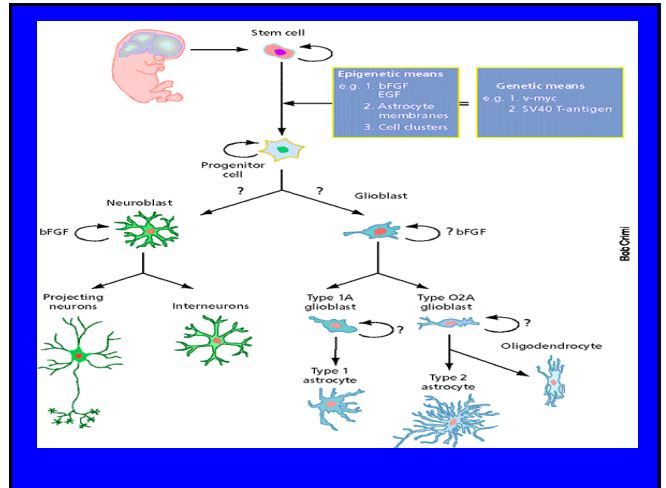 Stem cell
Epigenetic means
e.g. 1. bFGF
EGF
2. Astrocyte
membranes
3. Cell clusters
=
Genetic means
e.g. 1. v-myc
2. SV40 T-antigen
Progenitor
cell
?
?
Neuroblast
Glioblast
bFGF
? bFGF
BobCrimi
Projecting
neurons
Interneurons
Type 1A
glioblast
Type O2A
glioblast
?
?
Oligodendrocyte
Type 1
astrocyte
Type 2
astrocyte